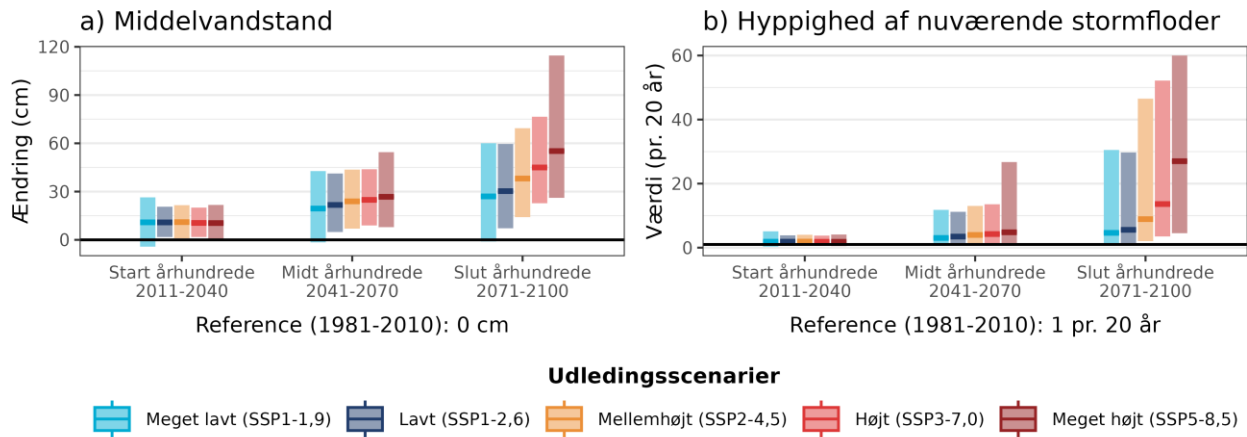 a) Middelvandstand
Ændring (cm)
120
90
60
30
0
Start århundrede
2011-2040
Midt århundrede
2041-2070
Slut århundrede
2071-2100
Reference (1981-2010): 0 cm
b) Hyppighed af nuværende stormfloder
Værdi (pr. 20 år)
60
40
20
0
Start århundrede
2011-2040
Midt århundrede
2041-2070
Slut århundrede
2071-2100
Reference (1981-2010): 1 pr. 20 år
Udledingsscenarier
Meget lavt (SSP1-1,9)
Lavt (SSP1-2,6)
Mellemhøjt (SSP2-4,5)
Højt (SSP3-7,0)
Meget højt (SSP5-8,5)